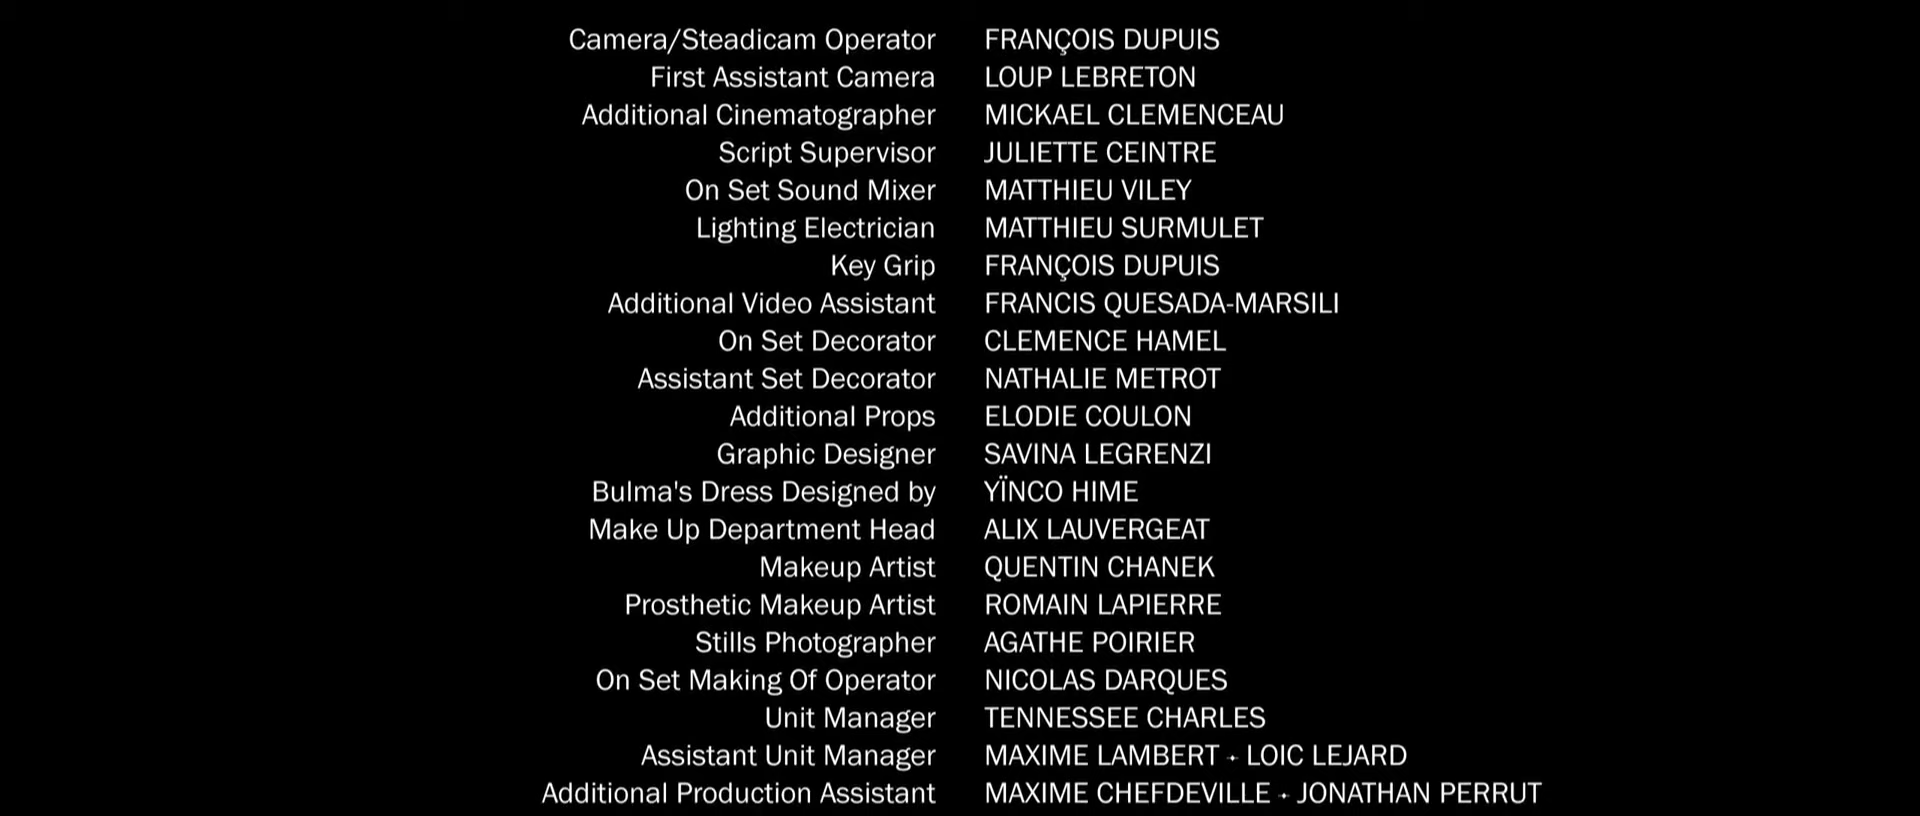 Camera/Steadicam Operator FRANÇOIS DUPUIS
First Assistant Camera LOUP LEBRETON
Additional Cinematographer MICKAEL CLEMENCEAU
Script Supervisor JULIETTE CEINTRE
On Set Sound Mixer MATTHIEU VILEY
Lighting Electrician MATTHIEU SURMULET
Key Grip FRANÇOIS DUPUIS
Additional Video Assistant FRANCIS QUESADA-MARSILI
On Set Decorator CLEMENCE HAMEL
Assistant Set Decorator NATHALIE METROT
Additional Props ELODIE COULON
Graphic Designer SAVINA LEGRENZI
Bulma's Dress Designed by YÏNCO HIME
Make Up Department Head ALIX LAUVERGEAT
Makeup Artist QUENTIN CHANEK
Prosthetic Makeup Artist ROMAIN LAPIERRE
Stills Photographer AGATHE POIRIER
On Set Making Of Operator NICOLAS DARQUES
Unit Manager TENNESSEE CHARLES
Assistant Unit Manager MAXIME LAMBERT + LOIC LEJARD
Additional Production Assistant MAXIME CHEFDEVILLE + JONATHAN PERRUT